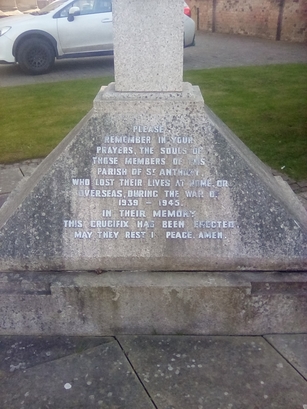 PLEASE
REMEMBER IN YOUR
PRAYERS, THE SOULS OF
THOSE MEMBERS OF
PARISH OF ST ANTHONY,
WHO LOST THEIR LIVES AT HOME OR
OVERSEAS, DURING THE WAR OF
1939 — 1945.
IN THEIR MEMORY
THIS CRUCIFIX HAS BEEN ERECTED
MAY THEY REST I PEACE. AMEN.